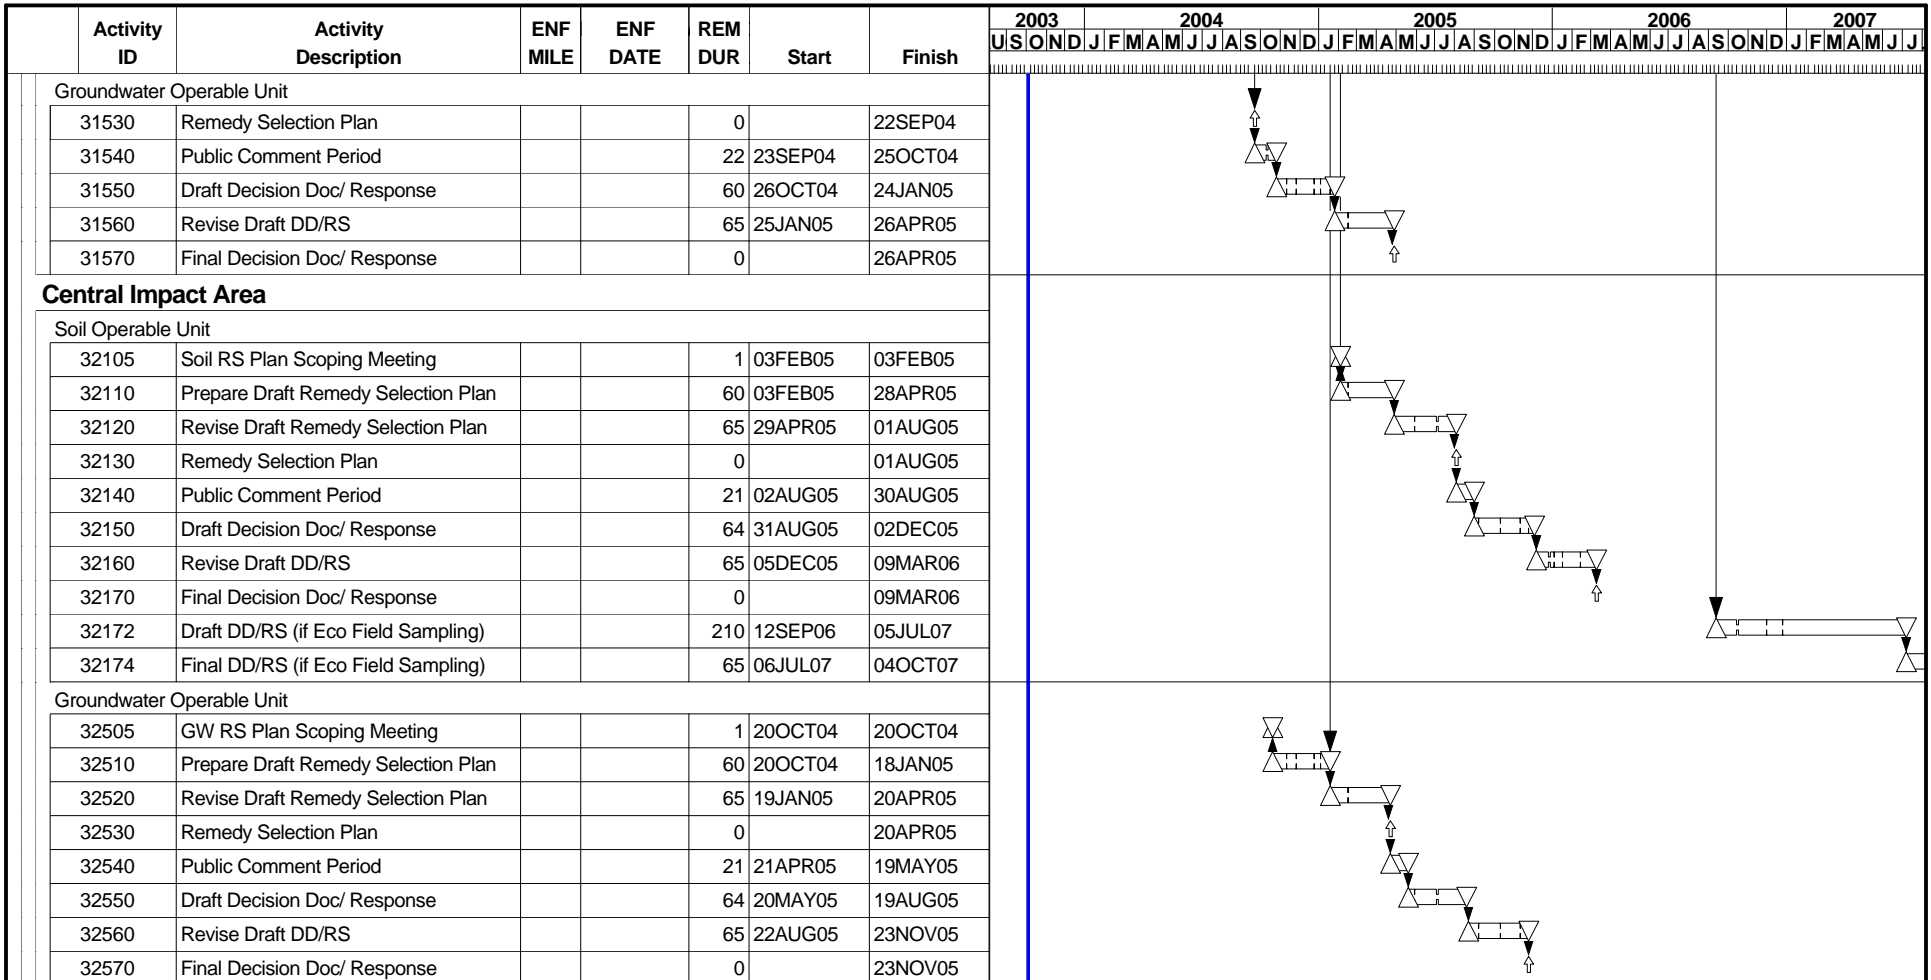 Activity ID Activity Description ENF MILE ENF DATE REM DUR Start Finish
2003 2004 2005 2006 2007
U S O N D J F M A M J J A S O N D J F M A M J J A S O N D J F M A M J J A S O N D J F M A M J J
Groundwater Operable Unit
31530 Remedy Selection Plan 0 22SEP04
31540 Public Comment Period 22 23SEP04 25OCT04
31550 Draft Decision Doc/ Response 60 26OCT04 24JAN05
31560 Revise Draft DD/RS 65 25JAN05 26APR05
31570 Final Decision Doc/ Response 0 26APR05
Central Impact Area
Soil Operable Unit
32105 Soil RS Plan Scoping Meeting 1 03FEB05 03FEB05
32110 Prepare Draft Remedy Selection Plan 60 03FEB05 28APR05
32120 Revise Draft Remedy Selection Plan 65 29APR05 01AUG05
32130 Remedy Selection Plan 0 01AUG05
32140 Public Comment Period 21 02AUG05 30AUG05
32150 Draft Decision Doc/ Response 64 31AUG05 02DEC05
32160 Revise Draft DD/RS 65 05DEC05 09MAR06
32170 Final Decision Doc/ Response 0 09MAR06
32172 Draft DD/RS (if Eco Field Sampling) 210 12SEP06 05JUL07
32174 Final DD/RS (if Eco Field Sampling) 65 06JUL07 04OCT07
Groundwater Operable Unit
32505 GW RS Plan Scoping Meeting 1 20OCT04 20OCT04
32510 Prepare Draft Remedy Selection Plan 60 20OCT04 18JAN05
32520 Revise Draft Remedy Selection Plan 65 19JAN05 20APR05
32530 Remedy Selection Plan 0 20APR05
32540 Public Comment Period 21 21APR05 19MAY05
32550 Draft Decision Doc/ Response 64 20MAY05 19AUG05
32560 Revise Draft DD/RS 65 22AUG05 23NOV05
32570 Final Decision Doc/ Response 0 23NOV05